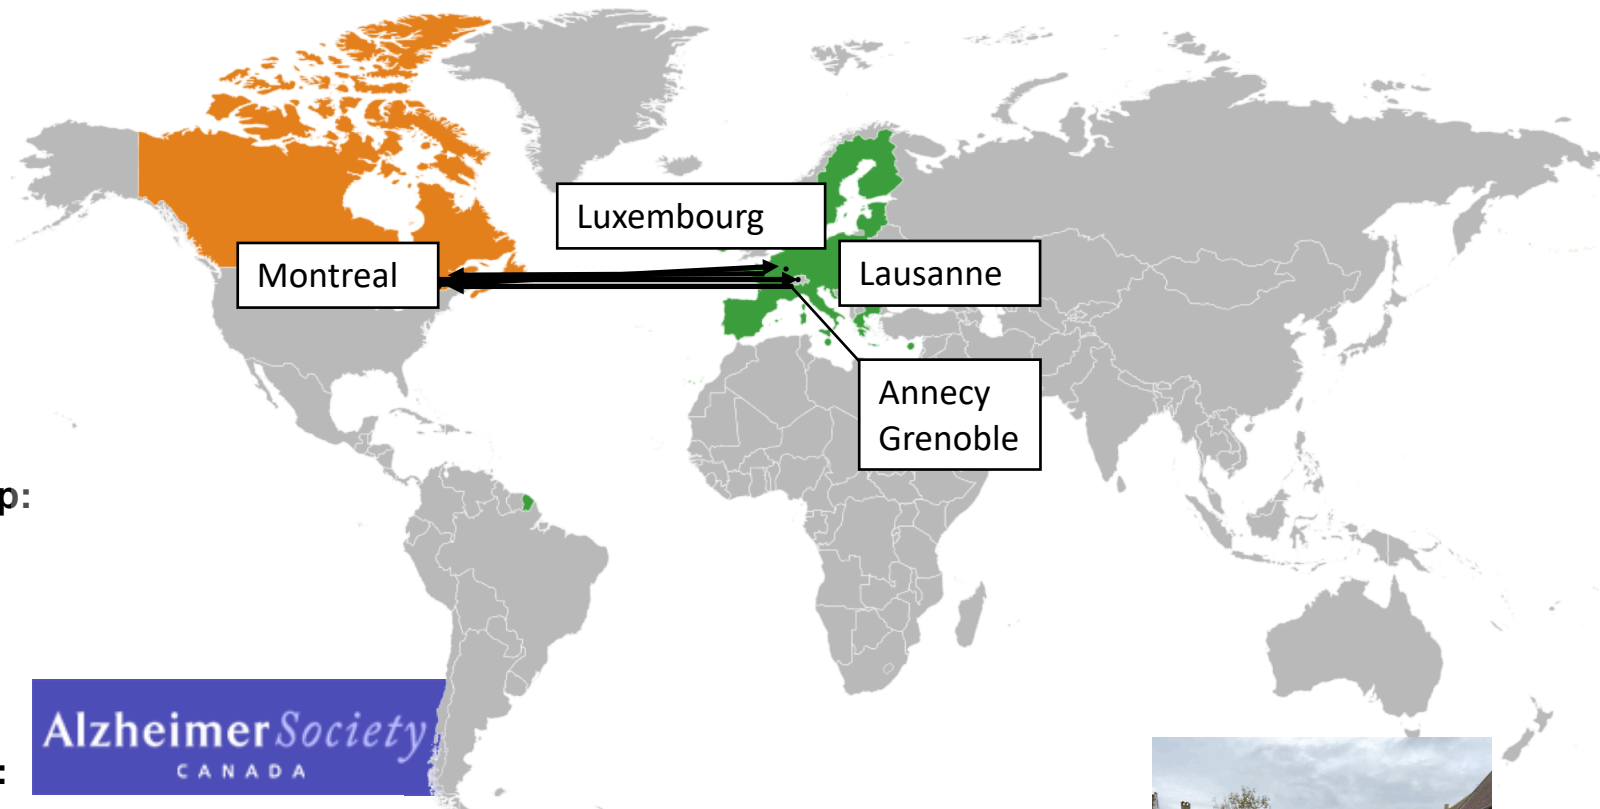 Luxembourg
Montreal
Lausanne
Annecy
Grenoble
p:
Alzheimer Society
CANADA
: